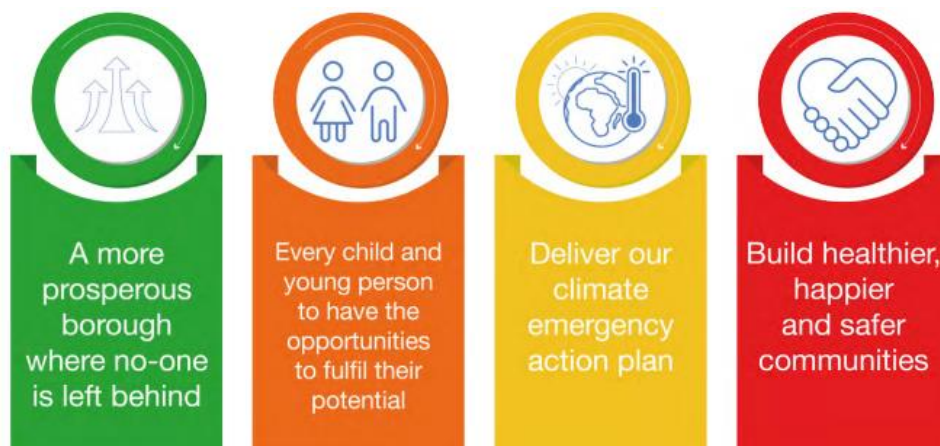 A more
prosperous
borough
where no-one
is left behind
Every child and
young person
to have the
opportunities
to fulfil their
potential
Deliver our
climate
emergency
action plan
Build healthier,
happier
and safer
communities